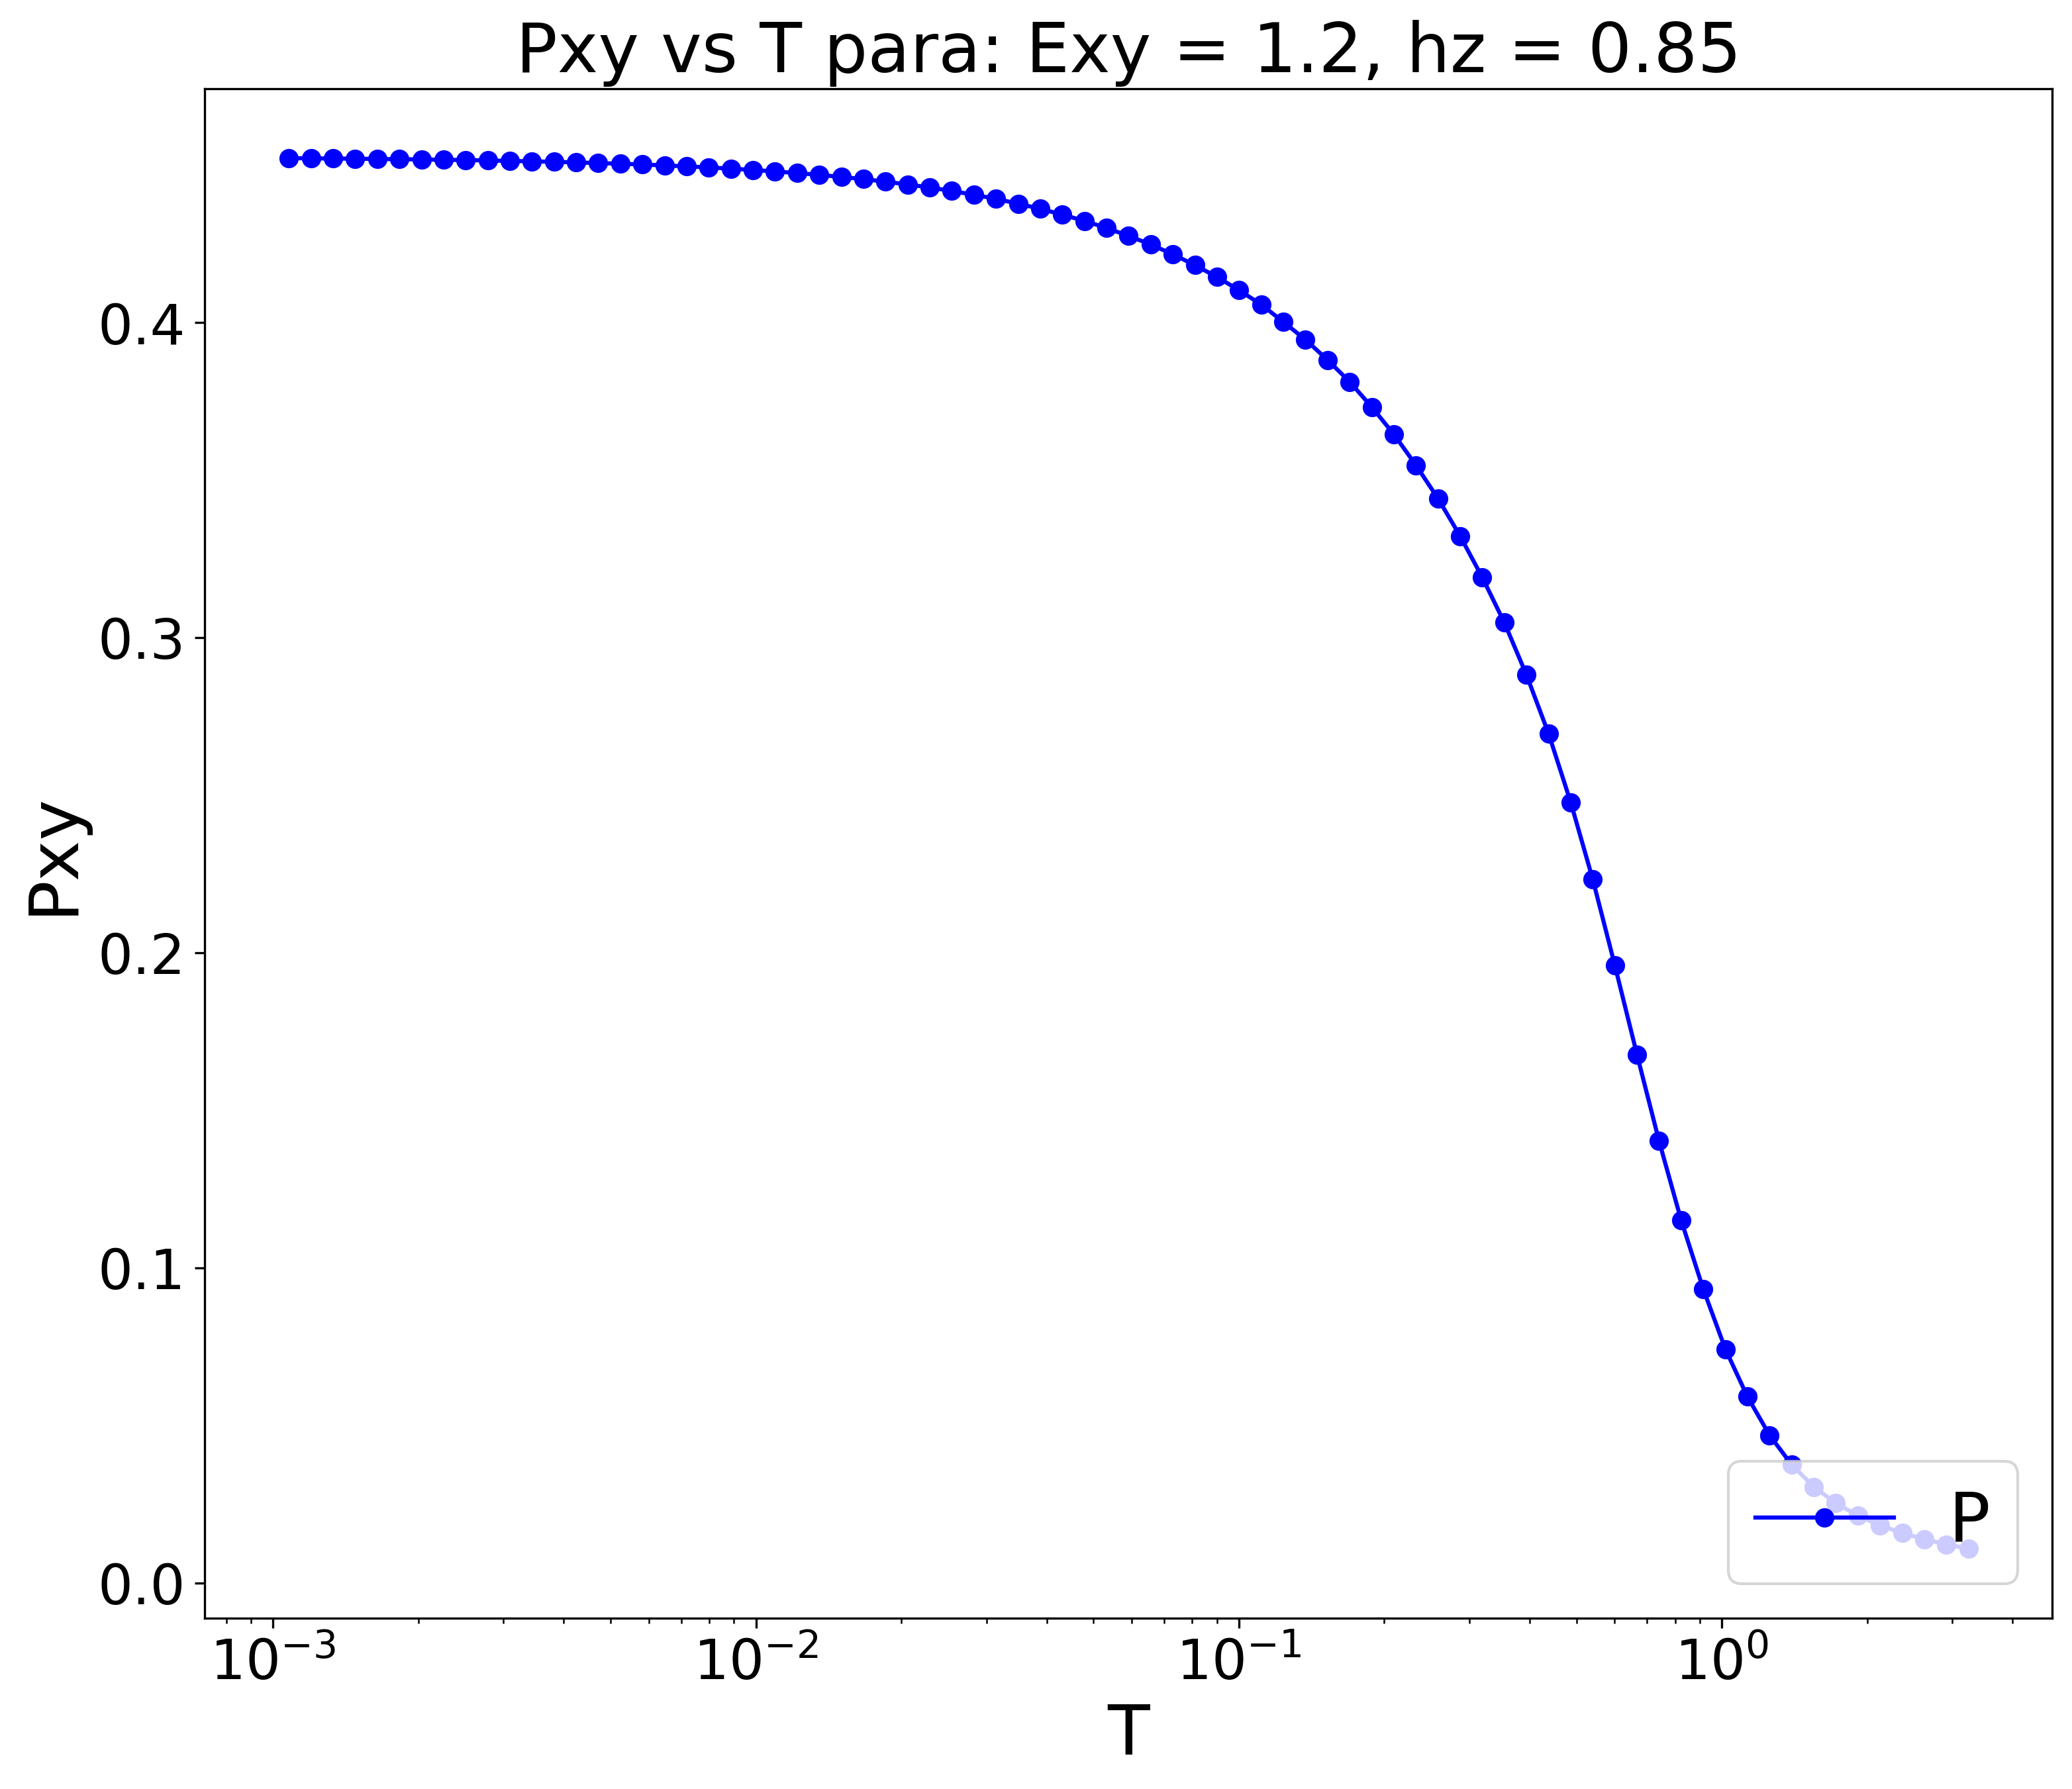 Pxy vs T para: Exy = 1.2, hz = 0.85
Pxy
0.4
0.3
0.2
0.1
0.0
10⁻³ 10⁻² 10⁻¹ 10⁰
T
P